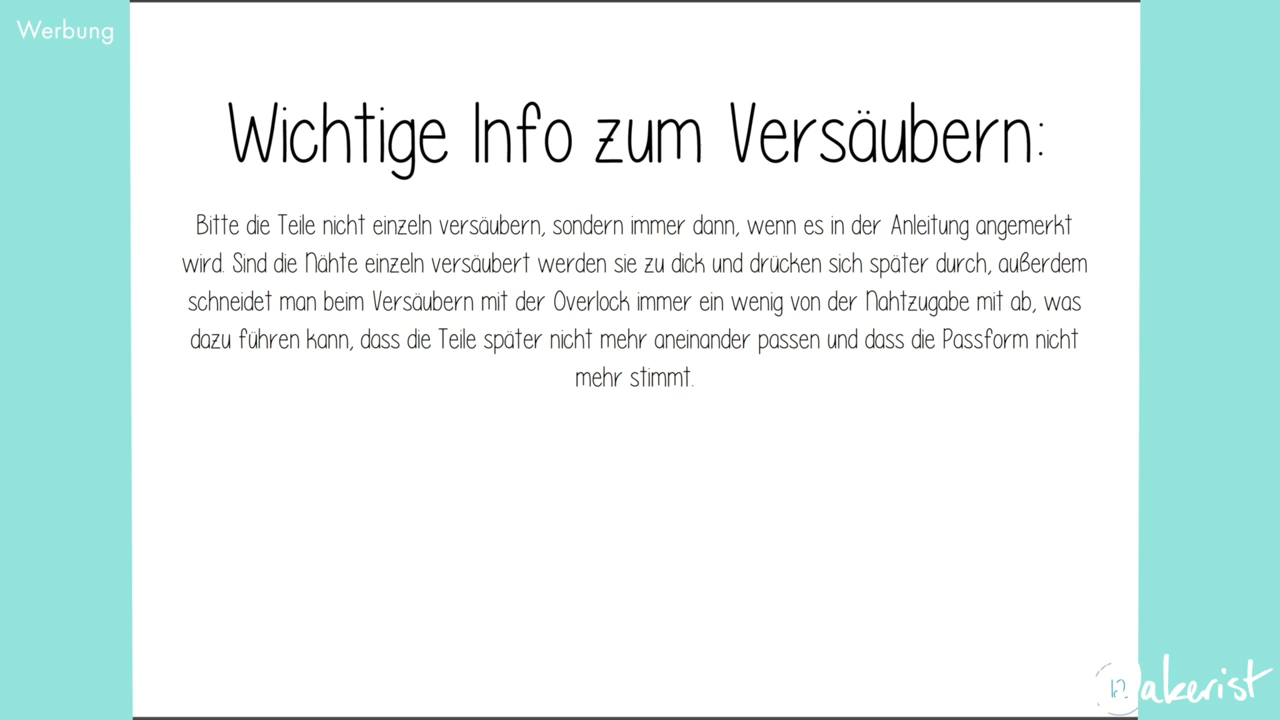 Werbung
Wichtige Info zum Versäubern:
Bitte die Teile nicht einzeln versäubern, sondern immer dann, wenn es in der Anleitung angemerkt
wird. Sind die Nähte einzeln versäubert werden sie zu dick und drücken sich später durch, außerdem
schneidet man beim Versäubern mit der Overlock immer ein wenig von der Nahtzugabe mit ab, was
dazu führen kann, dass die Teile später nicht mehr aneinander passen und dass die Passform nicht
mehr stimmt.
akerist